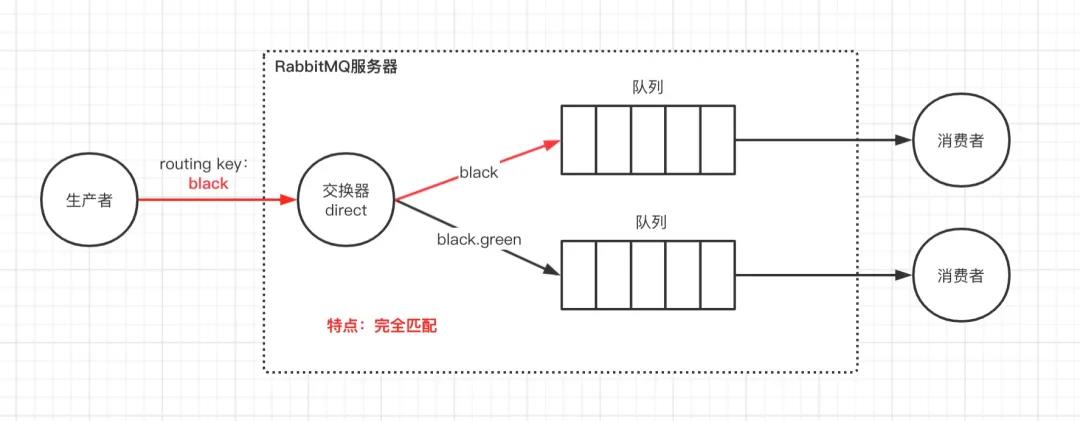 RabbitMQ服务器
队列
routing key：
black
生产者
交换器
direct
black
消费者
队列
black.green
消费者
特点：完全匹配